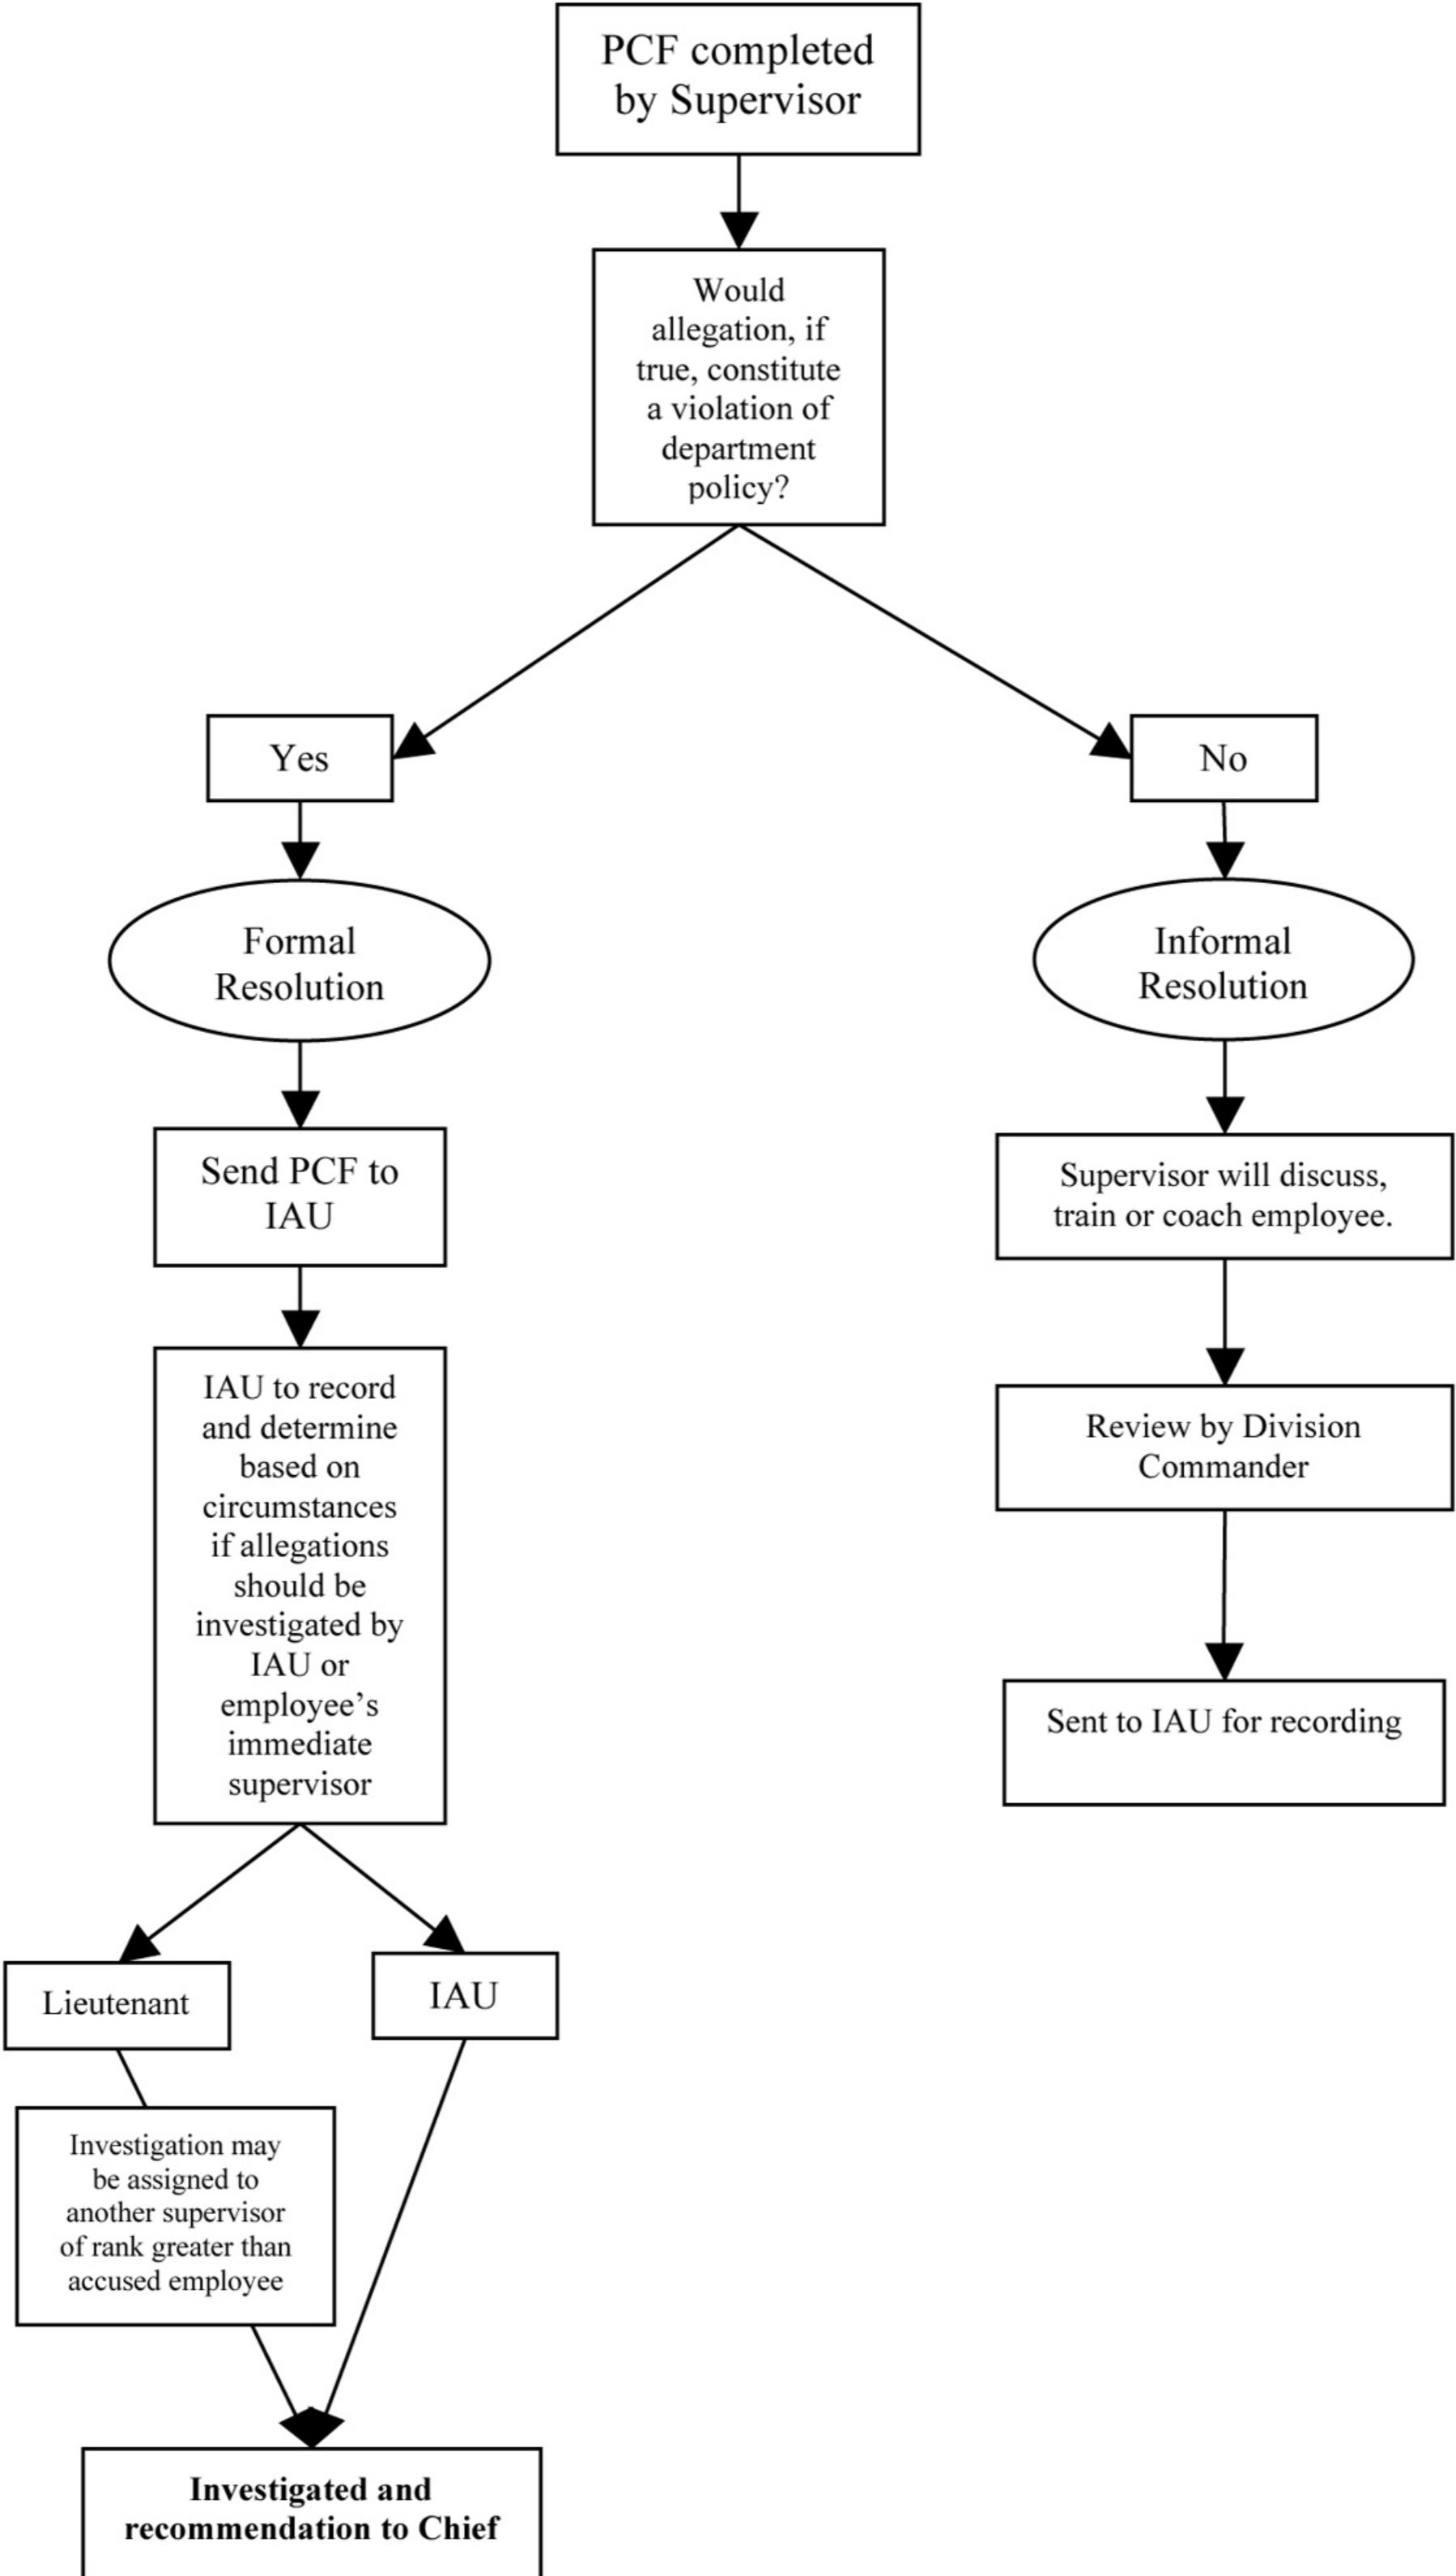 PCF completed
by Supervisor
Would
allegation, if
true, constitute
a violation of
department
policy?
Yes
No
Formal
Resolution
Informal
Resolution
Send PCF to
IAU
Supervisor will discuss,
train or coach employee.
IAU to record
and determine
based on
circumstances
if allegations
should be
investigated by
IAU or
employee’s
immediate
supervisor
Review by Division
Commander
Sent to IAU for recording
Lieutenant
IAU
Investigation may
be assigned to
another supervisor
of rank greater than
accused employee
Investigated and
recommendation to Chief